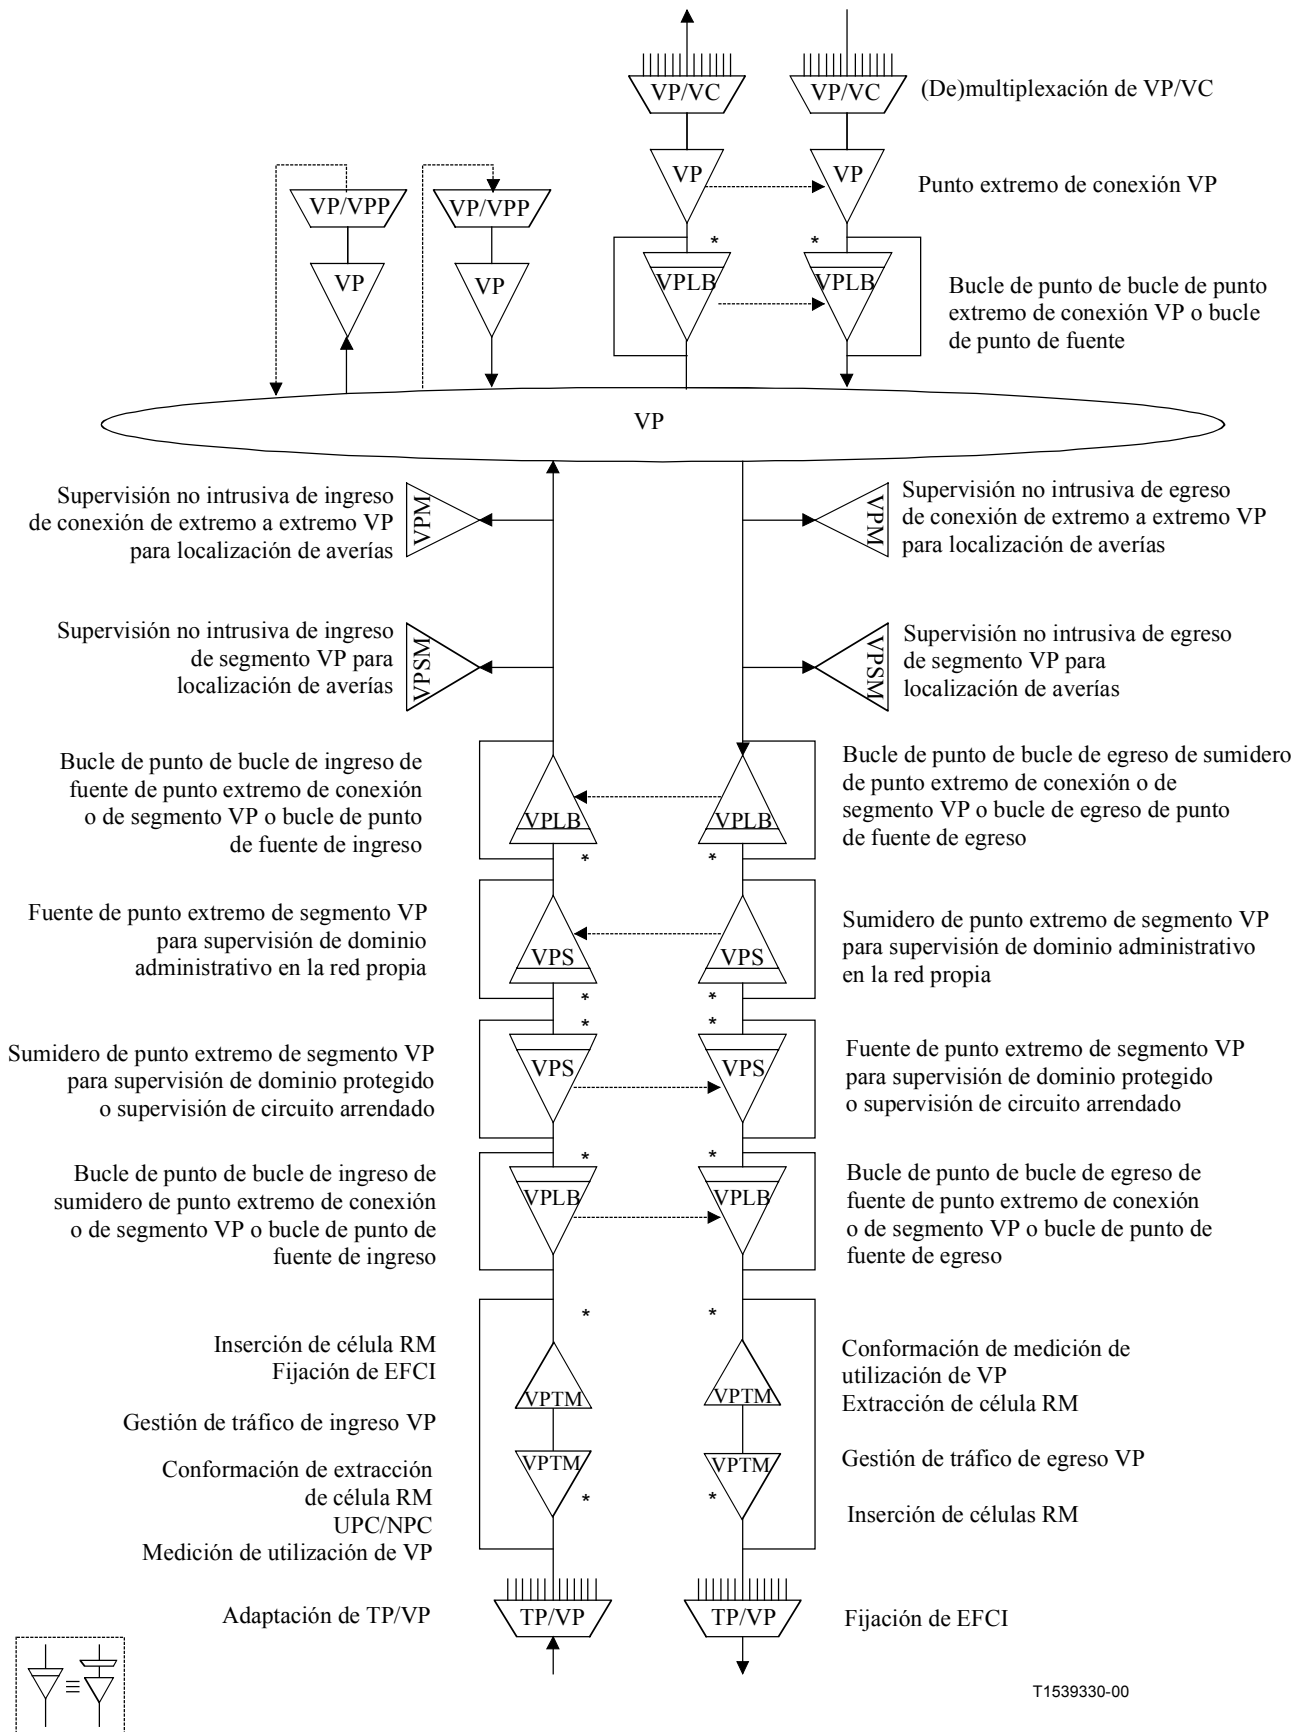 VP/VC VP/VC (De)multiplexación de VP/VC
VP VP Punto extremo de conexión VP
VP/VPP VP/VPP
* *
VP VP VPLB VPLB
Bucle de punto de bucle de punto
extremo de conexión VP o bucle
de punto de fuente
VP
Supervisión no intrusiva de ingreso
de conexión de extremo a extremo VP
para localización de averías
VPM
VPM
Supervisión no intrusiva de egreso
de conexión de extremo a extremo VP
para localización de averías
Supervisión no intrusiva de ingreso
de segmento VP para
localización de averías
VPSM
VPSM
Supervisión no intrusiva de egreso
de segmento VP para
localización de averías
Bucle de punto de bucle de ingreso de
fuente de punto extremo de conexión
o de segmento VP o bucle de punto
de fuente de ingreso
VPLB VPLB
* *
Bucle de punto de bucle de egreso de sumidero
de punto extremo de conexión o de
segmento VP o bucle de egreso de punto
de fuente de egreso
Fuente de punto extremo de segmento VP
para supervisión de dominio
administrativo en la red propia
VPS VPS
* *
Sumidero de punto extremo de segmento VP
para supervisión de dominio administrativo
en la red propia
* *
Sumidero de punto extremo de segmento VP
para supervisión de dominio protegido
o supervisión de circuito arrendado
VPS VPS
Fuente de punto extremo de segmento VP
para supervisión de dominio protegido
o supervisión de circuito arrendado
* *
Bucle de punto de bucle de ingreso de
sumidero de punto extremo de conexión
o de segmento VP o bucle de punto de
fuente de ingreso
VPLB VPLB
Bucle de punto de bucle de egreso de
fuente de punto extremo de conexión
o de segmento VP o bucle de punto de
fuente de egreso
* *
Inserción de célula RM
Fijación de EFCI
VPTM VPTM
Conformación de medición de
utilización de VP
Extracción de célula RM
Gestión de tráfico de ingreso VP
VPTM VPTM
Gestión de tráfico de egreso VP
* *
Conformación de extracción
de célula RM
UPC/NPC
Medición de utilización de VP
Inserción de células RM
Adaptación de TP/VP TP/VP TP/VP Fijación de EFCI
≡
T1539330-00